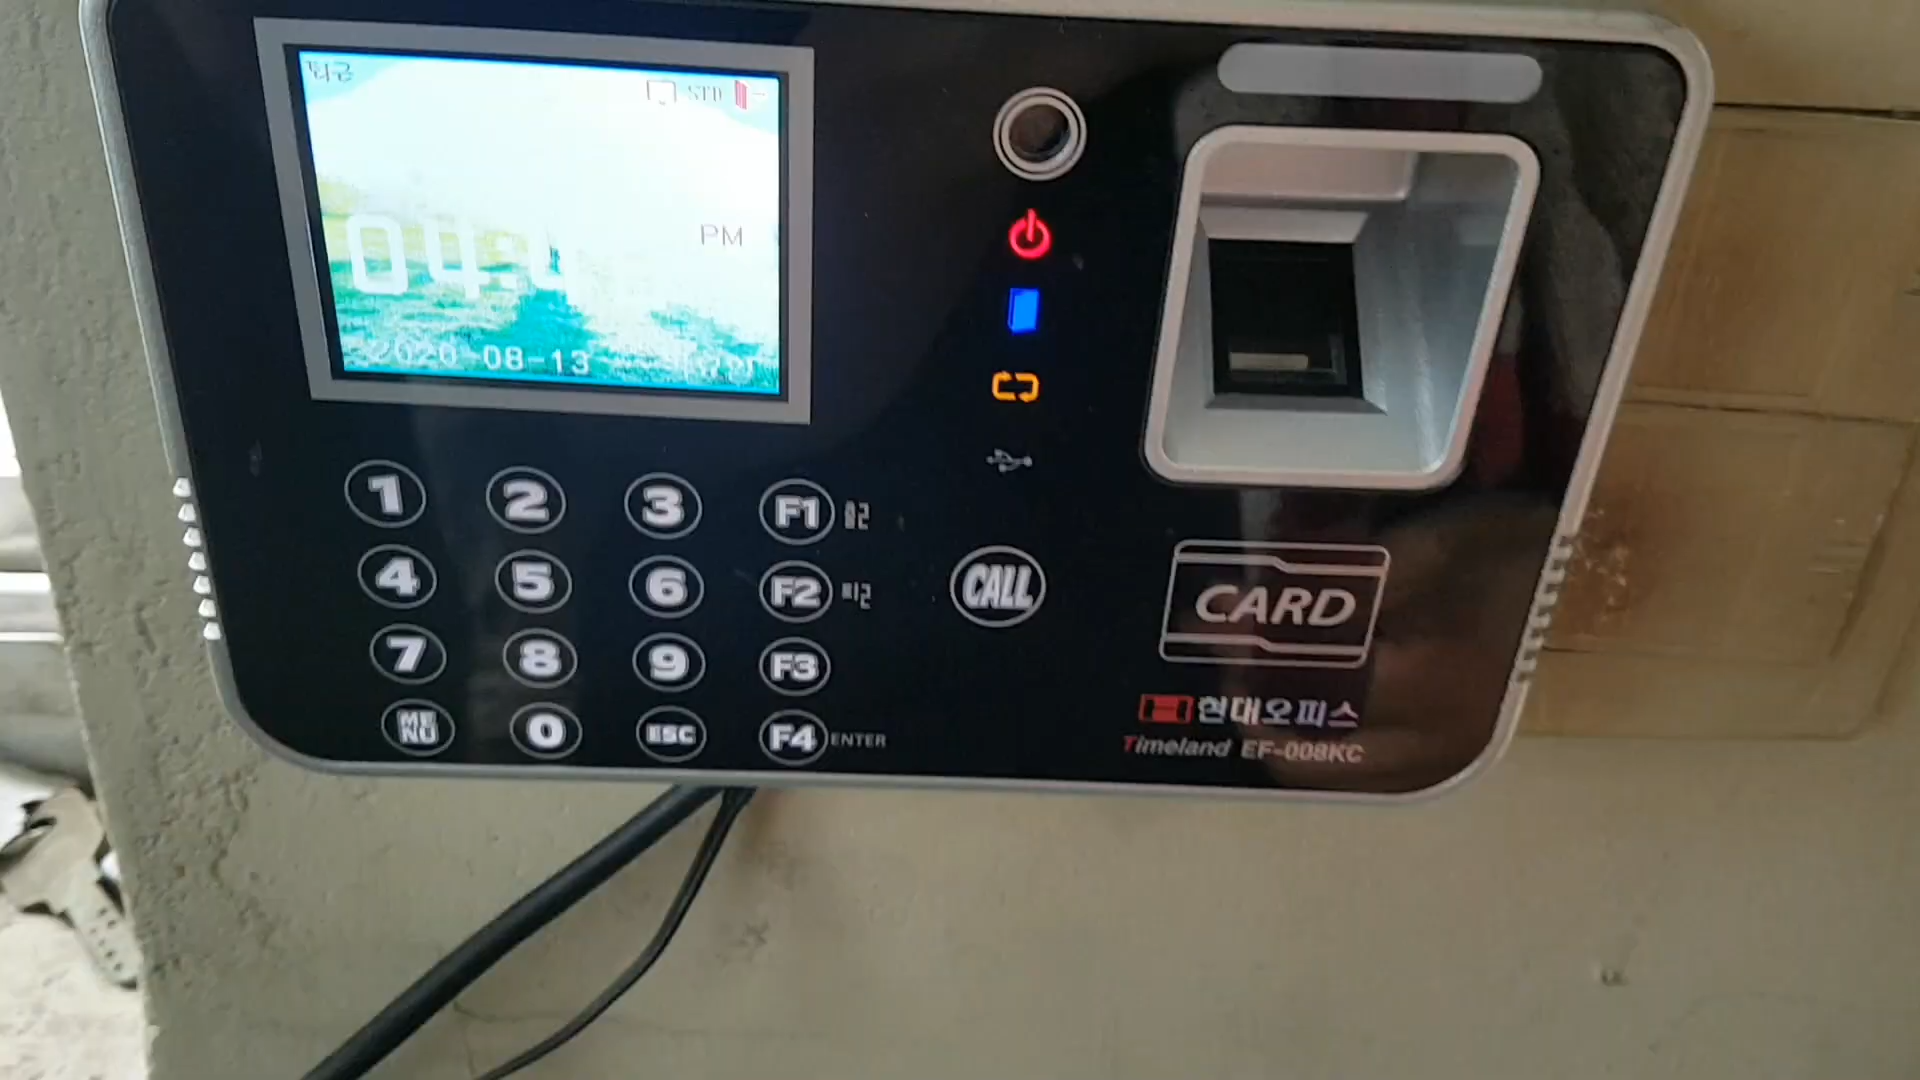 퇴근
STD
PM
2020-08-13
1 2 3 F1
4 5 6 F2
7 8 9 F3
MENU 0 ESC F4 ENTER
CALL
CARD
현대오피스
Timeland EF-008KC